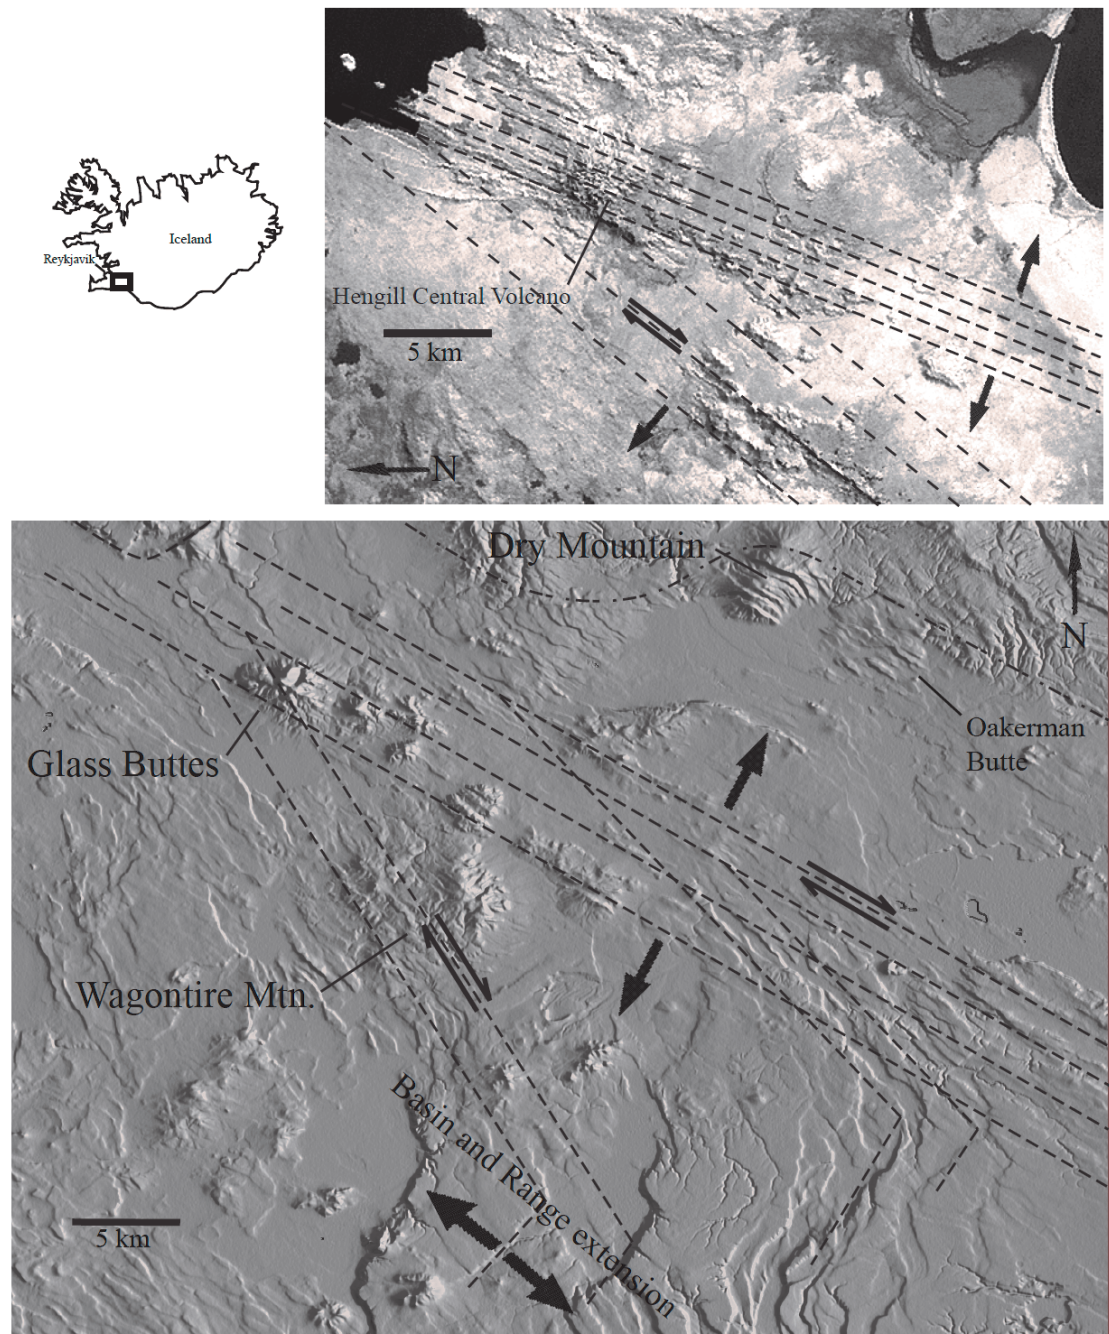 Iceland
Reykjavik
Hengill Central Volcano
5 km
N
Dry Mountain
N
Oakerman
Butte
Glass Buttes
Wagontire Mtn.
Basin and Range extension
5 km